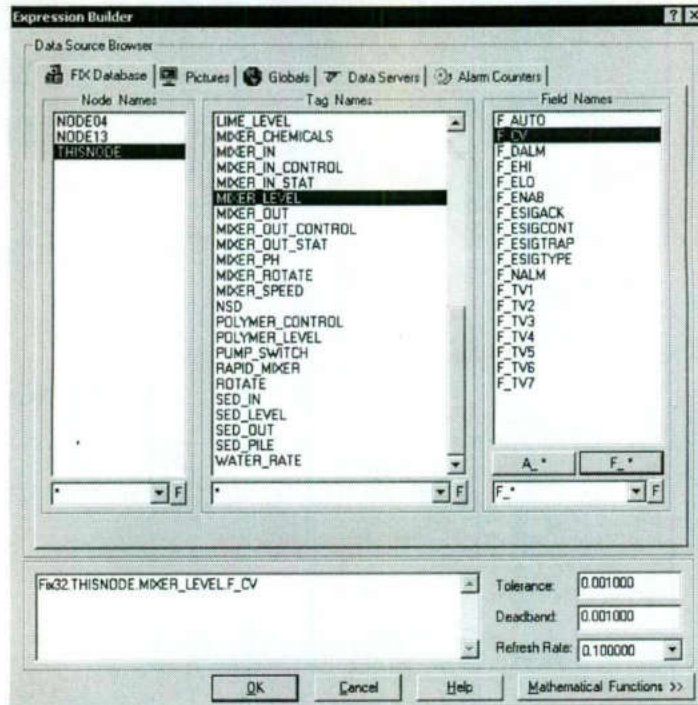 Expression Builder
Data Source Browser
FIX Database
Pictures
Globals
Data Servers
Alarm Counters
Node Names
NODE04
NODE13
THISNODE
*
F
Tag Names
LIME_LEVEL
MIXER_CHEMICALS
MIXER_IN
MIXER_IN_CONTROL
MIXER_IN_STAT
MIXER_LEVEL
MIXER_OUT
MIXER_OUT_CONTROL
MIXER_OUT_STAT
MIXER_PH
MIXER_ROTATE
MIXER_SPEED
NSD
POLYMER_CONTROL
POLYMER_LEVEL
PUMP_SWITCH
RAPID_MIXER
ROTATE
SED_IN
SED_LEVEL
SED_OUT
SED_PILE
WATER_RATE
*
F
Field Names
F_AUTO
F_CV
F_DALM
F_EHI
F_ELO
F_ENAB
F_ESIGACK
F_ESIGCONT
F_ESIGTRAP
F_ESIGTYPE
F_NALM
F_TV1
F_TV2
F_TV3
F_TV4
F_TV5
F_TV6
F_TV7
A_*
F_*
F_*
F
Fix32.THISNODE.MIXER_LEVEL.F_CV
Tolerance: 0.001000
Deadband: 0.001000
Refresh Rate: 0.100000
OK
Cancel
Help
Mathematical Functions >>